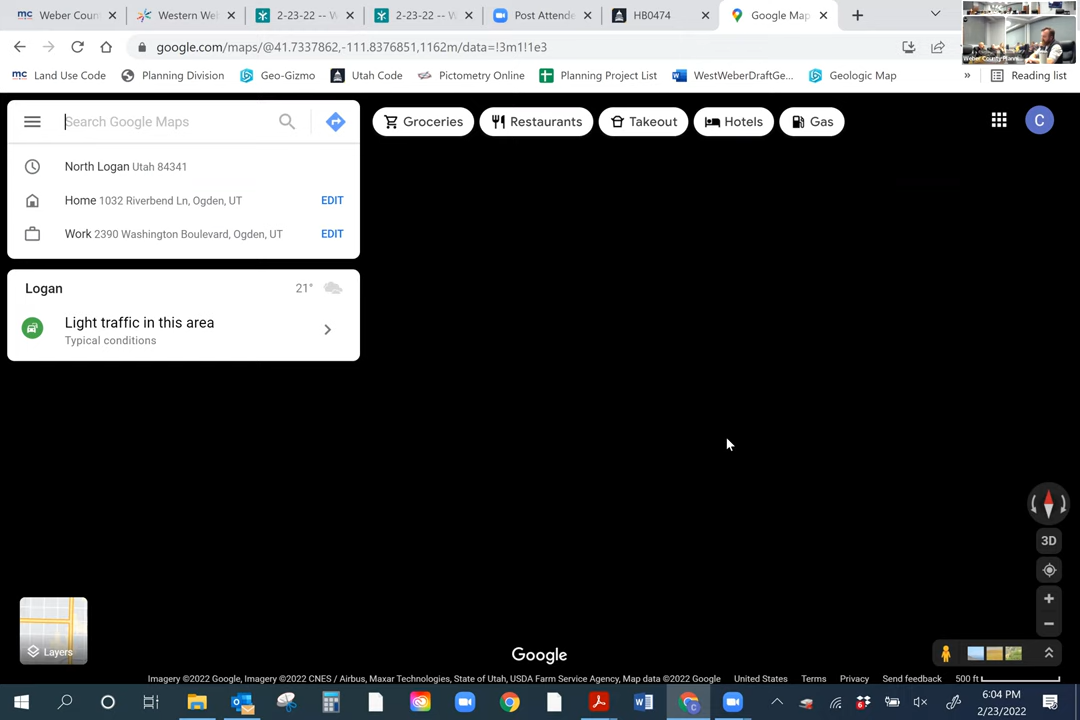 mc Weber Coun
Western We
2-23-22 -- W
2-23-22 -- W
Post Attende
HB0474
Google Map
google.com/maps/@41.7337862,-111.8376851,1162m/data=!3m1!1e3
mc Land Use Code
Planning Division
Geo-Gizmo
Utah Code
Pictometry Online
Planning Project List
WestWeberDraftGe...
Geologic Map
»
Reading list
Search Google Maps
Groceries
Restaurants
Takeout
Hotels
Gas
C
North Logan Utah 84341
Home 1032 Riverbend Ln, Ogden, UT EDIT
Work 2390 Washington Boulevard, Ogden, UT EDIT
Logan 21°
Light traffic in this area
Typical conditions
3D
Layers
Google
Imagery ©2022 Google, Imagery ©2022 CNES / Airbus, Maxar Technologies, State of Utah, USDA Farm Service Agency, Map data ©2022 Google United States Terms Privacy Send feedback 500 ft
6:04 PM
2/23/2022